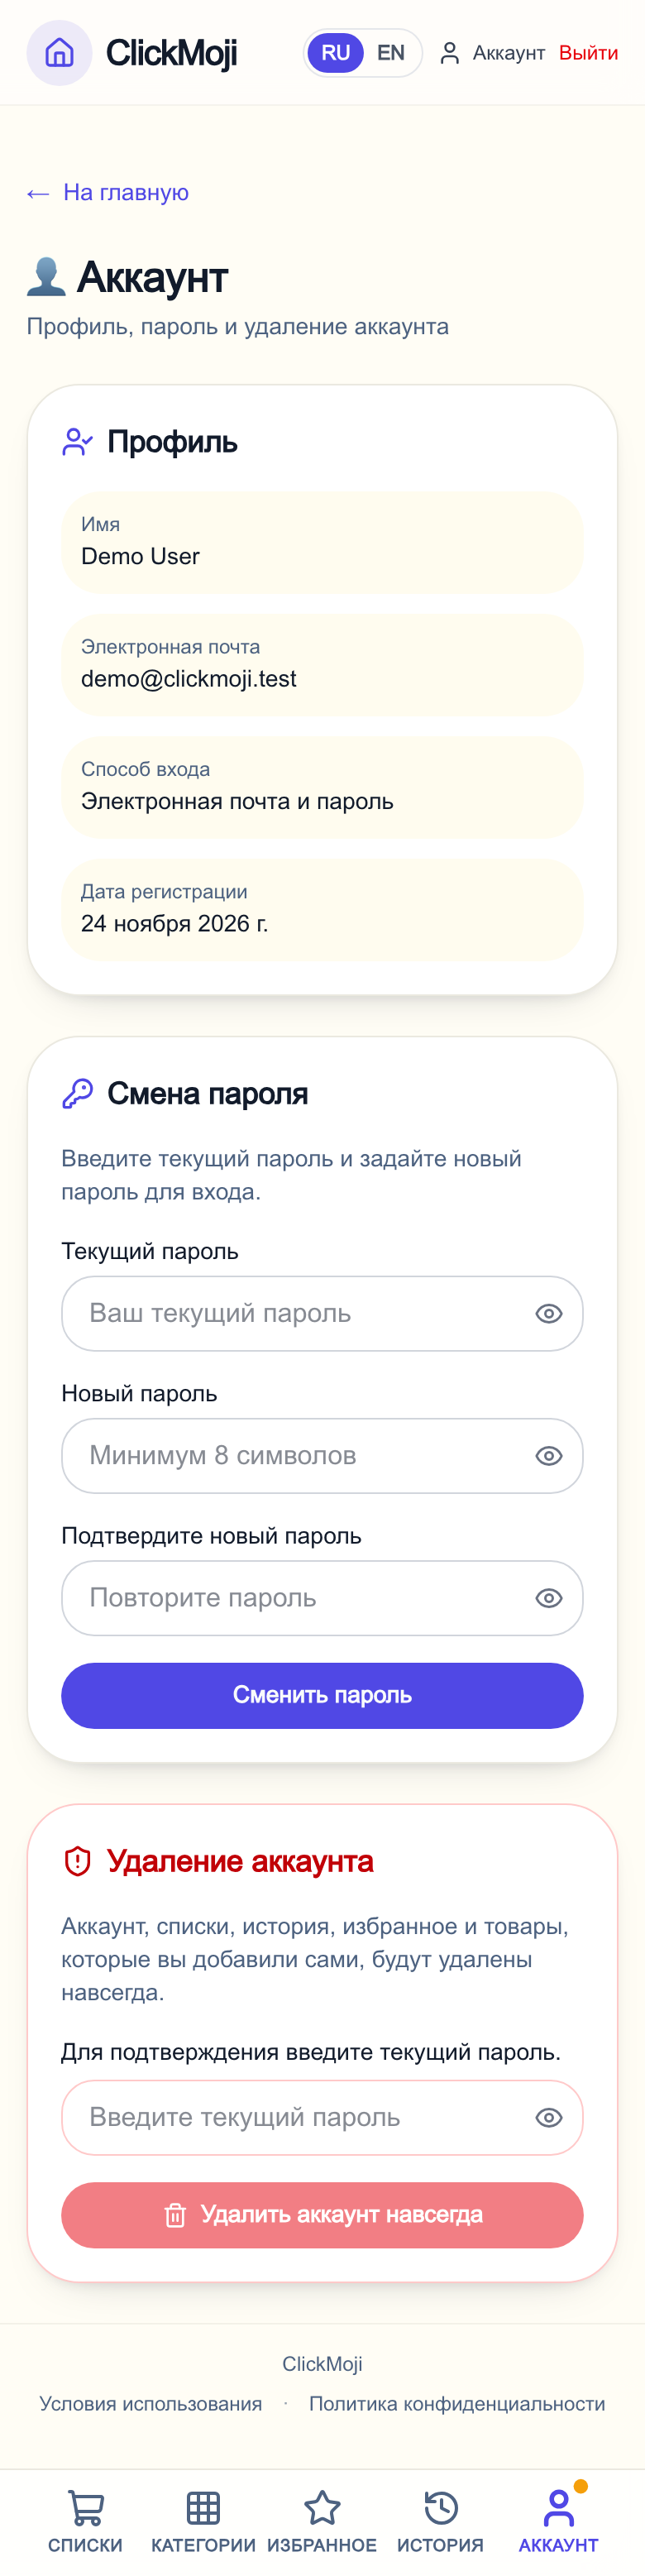 ClickMoji
RU EN
Аккаунт
Выйти
← На главную
Аккаунт
Профиль, пароль и удаление аккаунта
Профиль
Имя
Demo User
Электронная почта
demo@clickmoji.test
Способ входа
Электронная почта и пароль
Дата регистрации
24 ноября 2026 г.
Смена пароля
Введите текущий пароль и задайте новый
пароль для входа.
Текущий пароль
Ваш текущий пароль
Новый пароль
Минимум 8 символов
Подтвердите новый пароль
Повторите пароль
Сменить пароль
Удаление аккаунта
Аккаунт, списки, история, избранное и товары,
которые вы добавили сами, будут удалены
навсегда.
Для подтверждения введите текущий пароль.
Введите текущий пароль
Удалить аккаунт навсегда
ClickMoji
Условия использования · Политика конфиденциальности
СПИСКИ КАТЕГОРИИ ИЗБРАННОЕ ИСТОРИЯ АККАУНТ